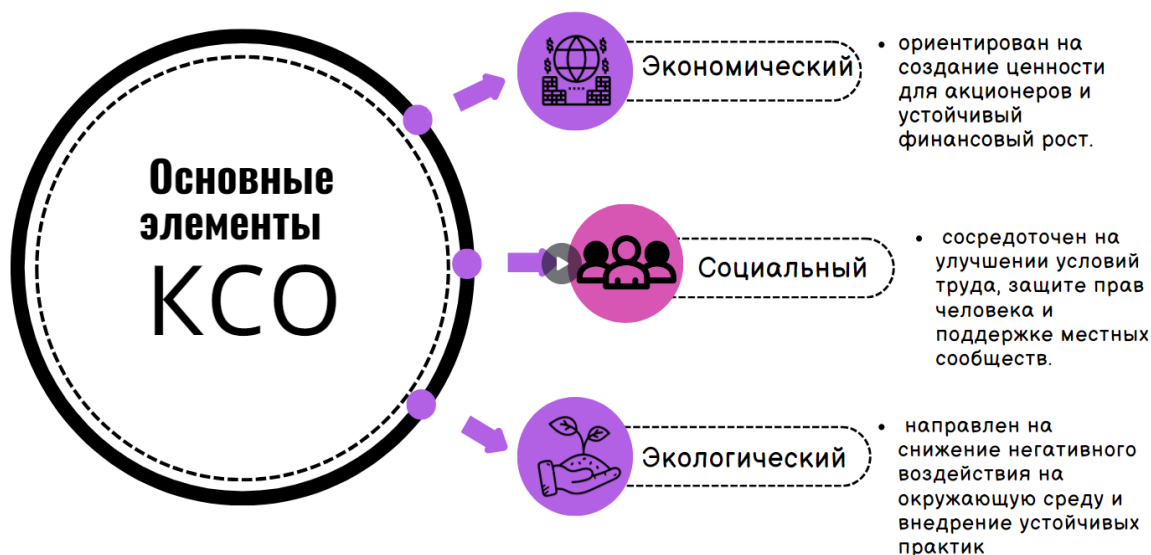 Основные
элементы
КСО
Экономический
• ориентирован на
создание ценности
для акционеров и
устойчивый
финансовый рост.
Социальный
• сосредоточен на
улучшении условий
труда, защите прав
человека и
поддержке местных
сообществ.
Экологический
• направлен на
снижение негативного
воздействия на
окружающую среду и
внедрение устойчивых
практик